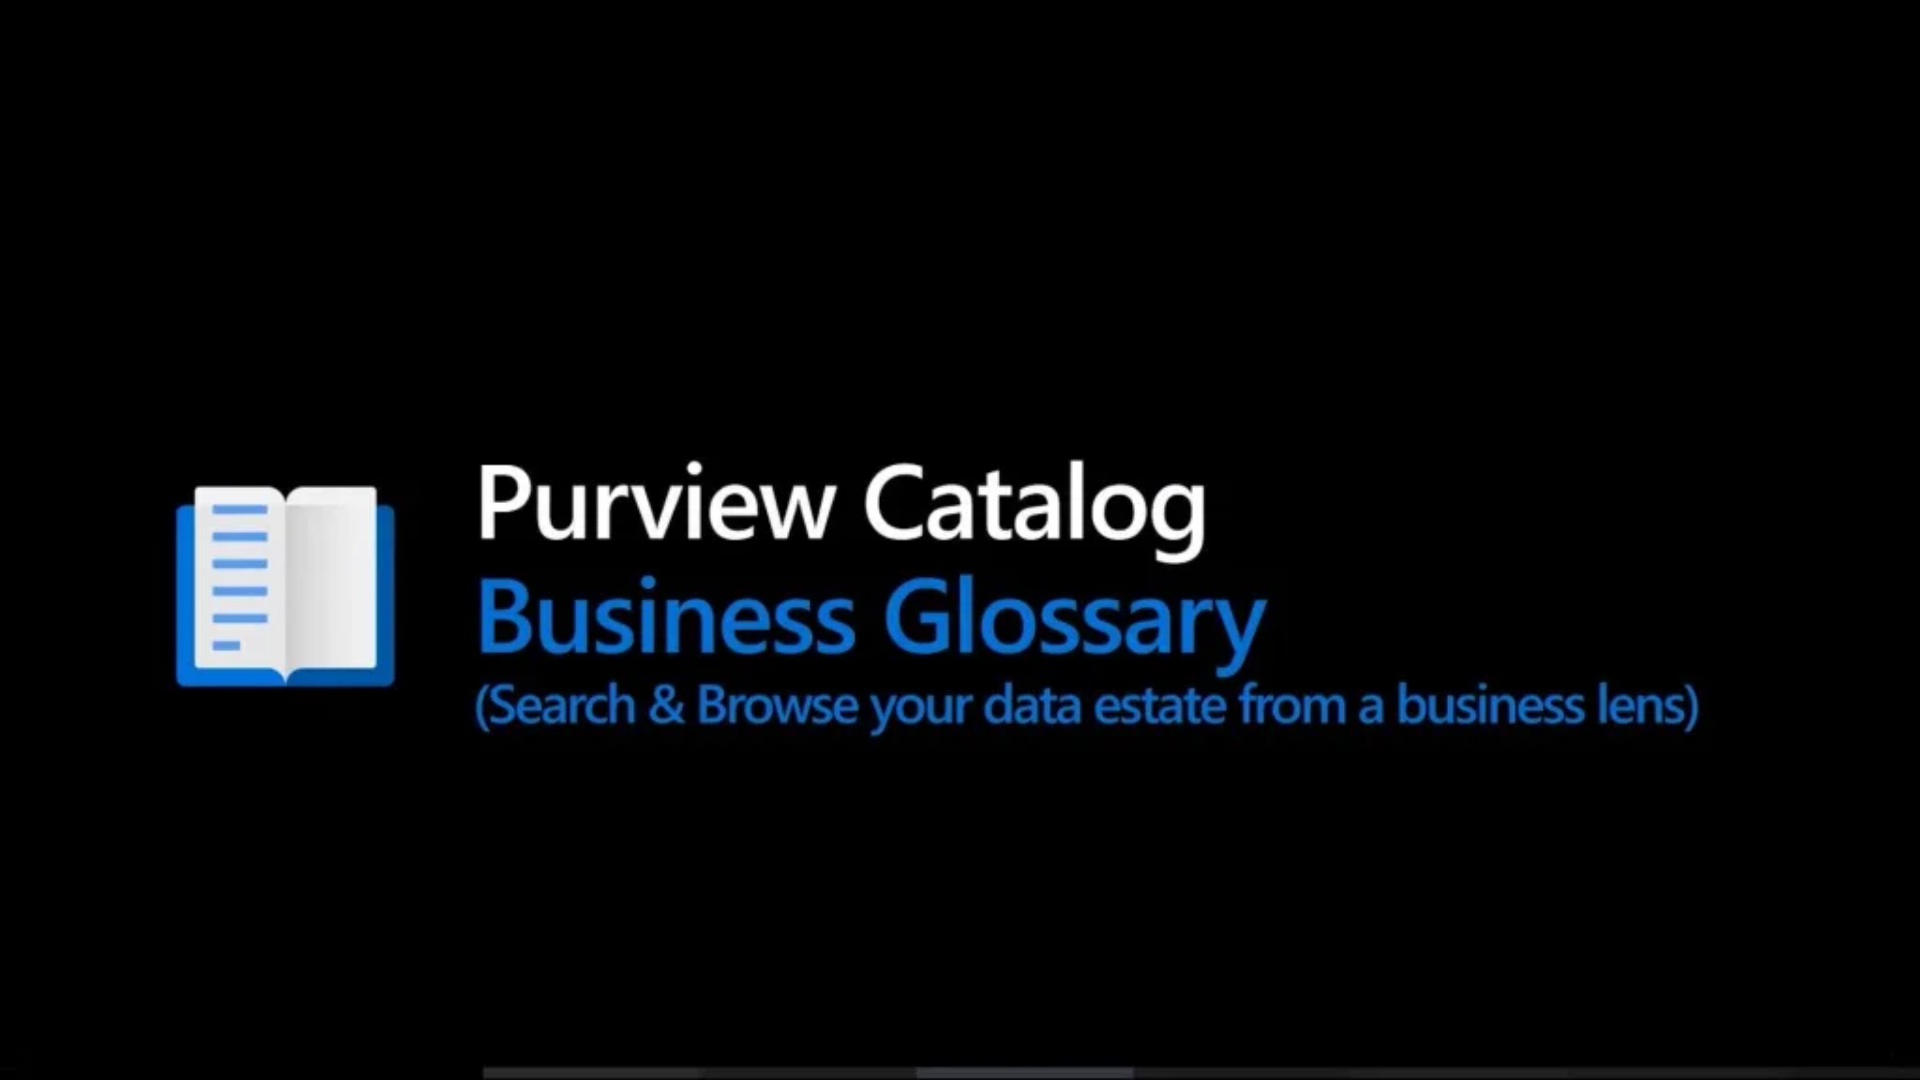 Purview Catalog
Business Glossary
(Search & Browse your data estate from a business lens)